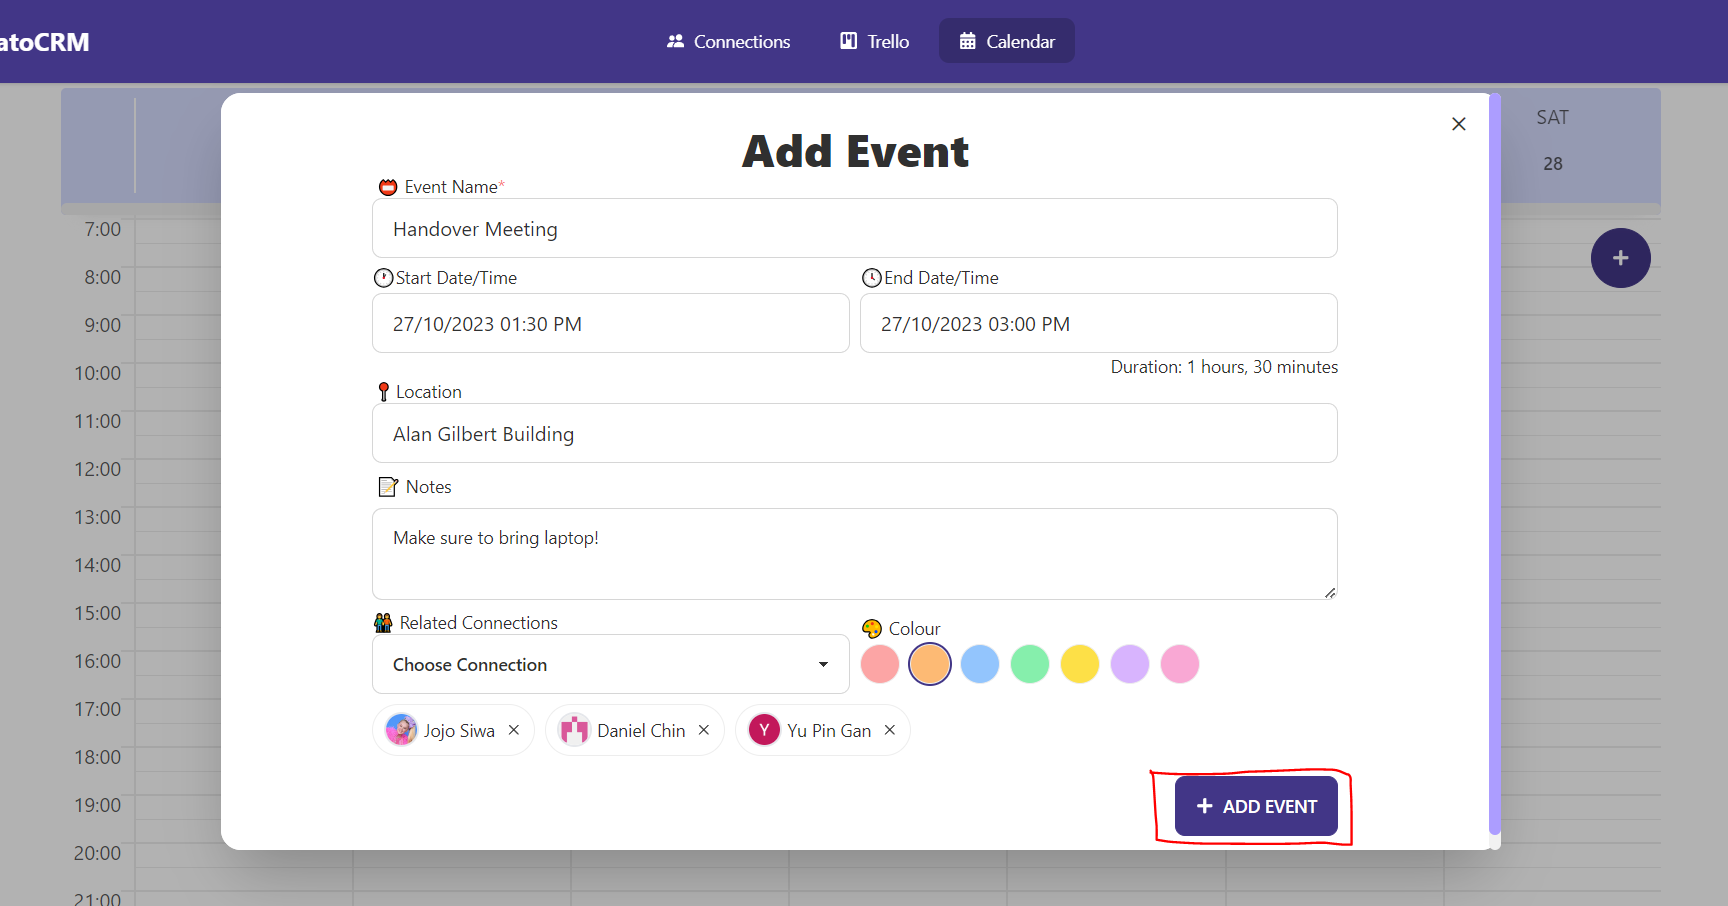 atoCRM
Connections
Trello
Calendar
SAT
28
Add Event
Event Name*
Handover Meeting
Start Date/Time
End Date/Time
27/10/2023 01:30 PM
27/10/2023 03:00 PM
Duration: 1 hours, 30 minutes
Location
Alan Gilbert Building
Notes
Make sure to bring laptop!
Related Connections
Colour
Choose Connection
Jojo Siwa
Daniel Chin
Y
Yu Pin Gan
+ ADD EVENT
7:00
8:00
9:00
10:00
11:00
12:00
13:00
14:00
15:00
16:00
17:00
18:00
19:00
20:00
21:00